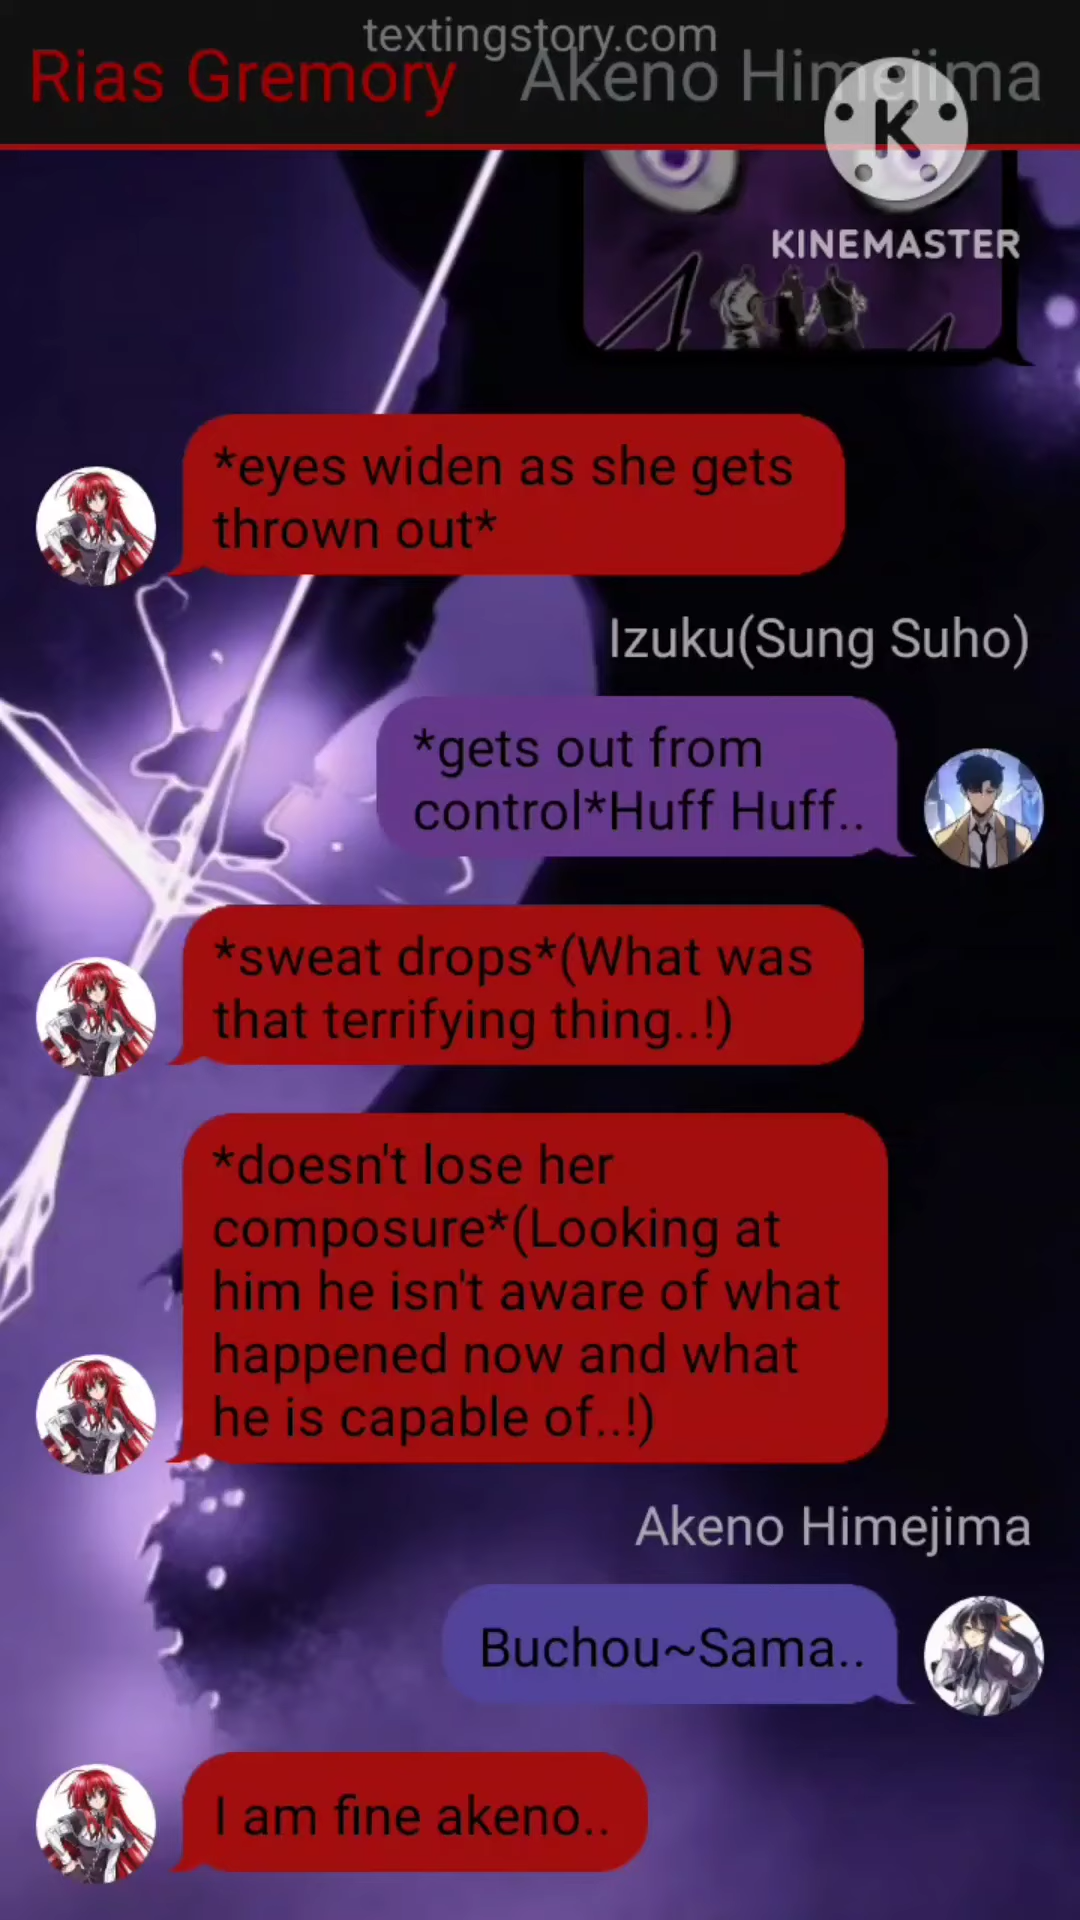 textingstory.com
Rias Gremory Akeno Himejima
K
KINEMASTER
*eyes widen as she gets
thrown out*
Izuku(Sung Suho)
*gets out from
control*Huff Huff..
*sweat drops*(What was
that terrifying thing..!)
*doesn't lose her
composure*(Looking at
him he isn't aware of what
happened now and what
he is capable of..!)
Akeno Himejima
Buchou~Sama..
I am fine akeno..